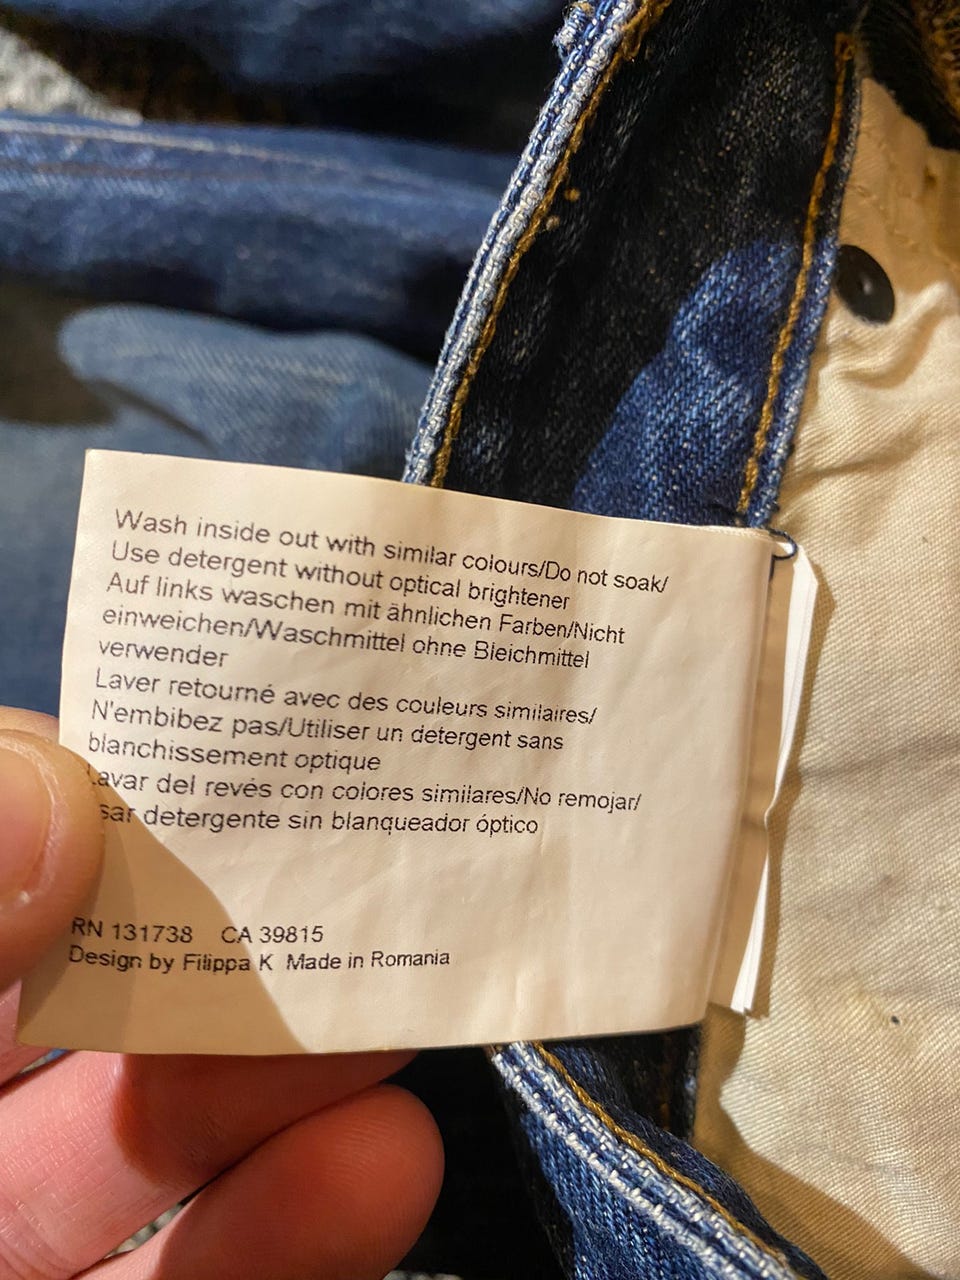 Wash inside out with similar colours/Do not soak/
Use detergent without optical brightener
Auf links waschen mit ähnlichen Farben/Nicht
einweichen/Waschmittel ohne Bleichmittel
verwender
Laver retourné avec des couleurs similaires/
N'embibez pas/Utiliser un detergent sans
blanchissement optique
Lavar del revés con colores similares/No remojar/
sar detergente sin blanqueador óptico
RN 131738 CA 39815
Design by Filippa K Made in Romania